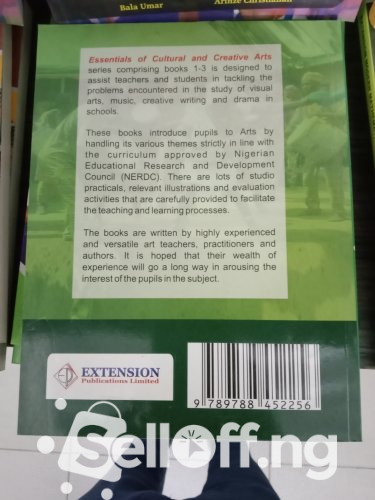 Bala Umar
Arinze Christian
Essentials of Cultural and Creative Arts
series comprising books 1-3 is designed to
assist teachers and students in tackling the
problems encountered in the study of visual
arts, music, creative writing and drama in
schools.
These books introduce pupils to Arts by
handling its various themes strictly in line with
the curriculum approved by Nigerian
Educational Research and Development
Council (NERDC). There are lots of studio
practicals, relevant illustrations and evaluation
activities that are carefully provided to facilitate
the teaching and learning processes.
The books are written by highly experienced
and versatile art teachers, practitioners and
authors. It is hoped that their wealth of
experience will go a long way in arousing the
interest of the pupils in the subject.
EXTENSION
Publications Limited
9 789788 452256
Selloff.ng